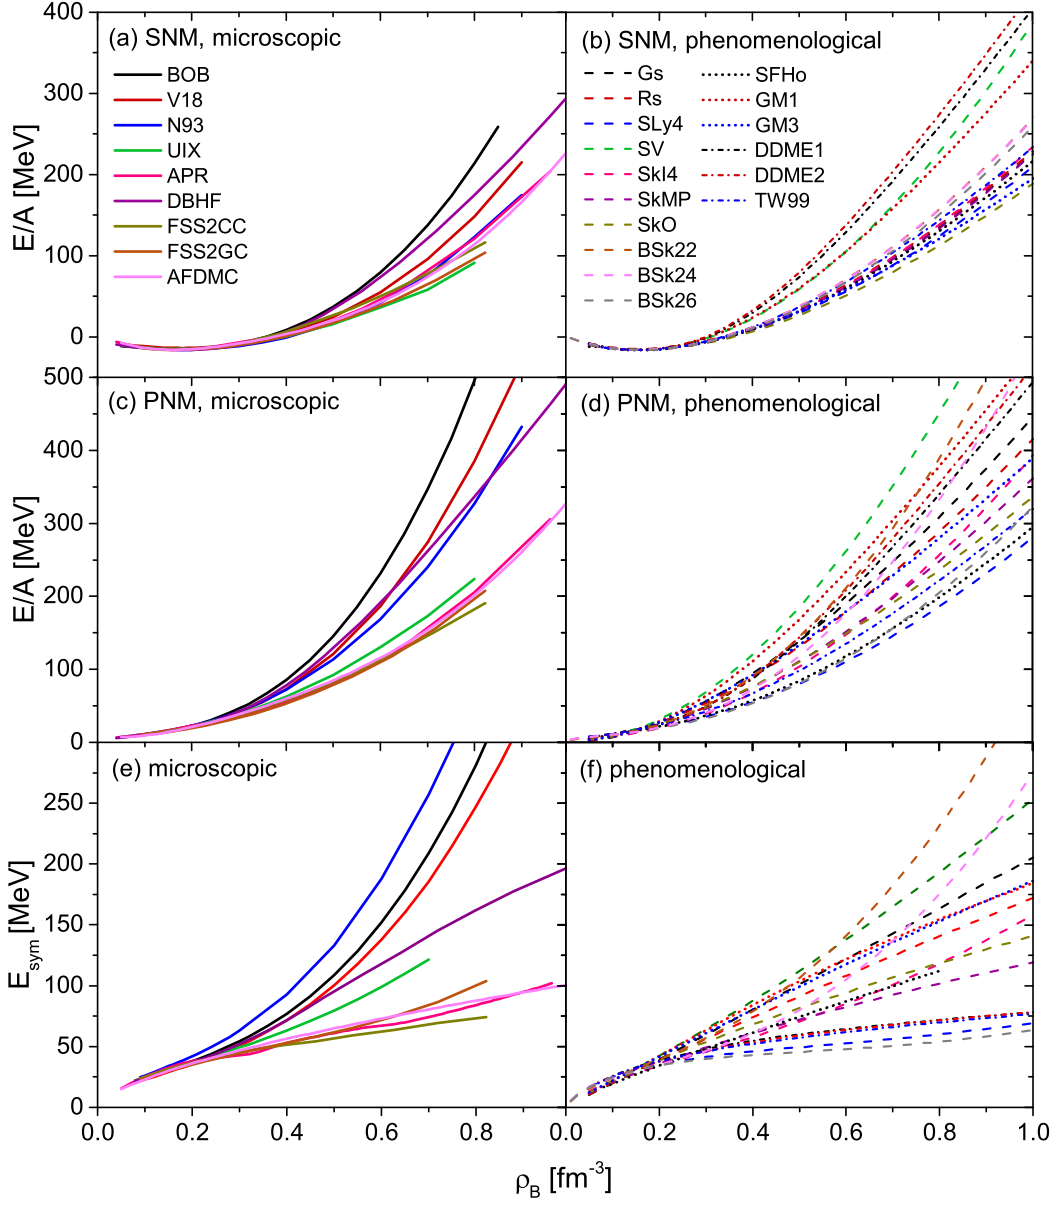 (a) SNM, microscopic
BOB
V18
N93
UIX
APR
DBHF
FSS2CC
FSS2GC
AFDMC
E/A [MeV]
400
300
200
100
0
(b) SNM, phenomenological
Gs
Rs
SLy4
SV
SkI4
SkMP
SkO
BSk22
BSk24
BSk26
SFHo
GM1
GM3
DDME1
DDME2
TW99
(c) PNM, microscopic
E/A [MeV]
500
400
300
200
100
0
(d) PNM, phenomenological
(e) microscopic
E_sym [MeV]
250
200
150
100
50
0
(f) phenomenological
0.0 0.2 0.4 0.6 0.8 0.0 0.2 0.4 0.6 0.8 1.0
ρ_B [fm⁻³]